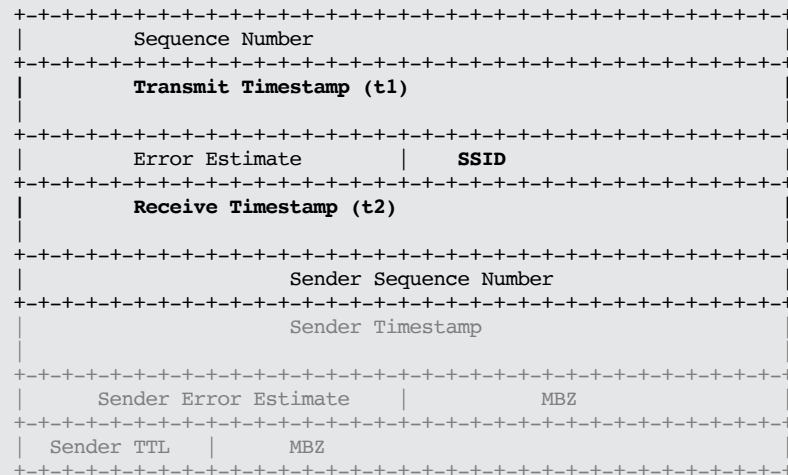 +-+-+-+-+-+-+-+-+-+-+-+-+-+-+-+-+-+-+-+-+-+-+-+-+-+-+-+-+-+-+-+-+
| Sequence Number |
+-+-+-+-+-+-+-+-+-+-+-+-+-+-+-+-+-+-+-+-+-+-+-+-+-+-+-+-+-+-+-+-+
| Transmit Timestamp (t1) |
| |
+-+-+-+-+-+-+-+-+-+-+-+-+-+-+-+-+-+-+-+-+-+-+-+-+-+-+-+-+-+-+-+-+
| Error Estimate | SSID |
+-+-+-+-+-+-+-+-+-+-+-+-+-+-+-+-+-+-+-+-+-+-+-+-+-+-+-+-+-+-+-+-+
| Receive Timestamp (t2) |
| |
+-+-+-+-+-+-+-+-+-+-+-+-+-+-+-+-+-+-+-+-+-+-+-+-+-+-+-+-+-+-+-+-+
| Sender Sequence Number |
+-+-+-+-+-+-+-+-+-+-+-+-+-+-+-+-+-+-+-+-+-+-+-+-+-+-+-+-+-+-+-+-+
| Sender Timestamp |
| |
+-+-+-+-+-+-+-+-+-+-+-+-+-+-+-+-+-+-+-+-+-+-+-+-+-+-+-+-+-+-+-+-+
| Sender Error Estimate | MBZ |
+-+-+-+-+-+-+-+-+-+-+-+-+-+-+-+-+-+-+-+-+-+-+-+-+-+-+-+-+-+-+-+-+
| Sender TTL | MBZ |
+-+-+-+-+-+-+-+-+-+-+-+-+-+-+-+-+-+-+-+-+-+-+-+-+-+-+-+-+-+-+-+-+